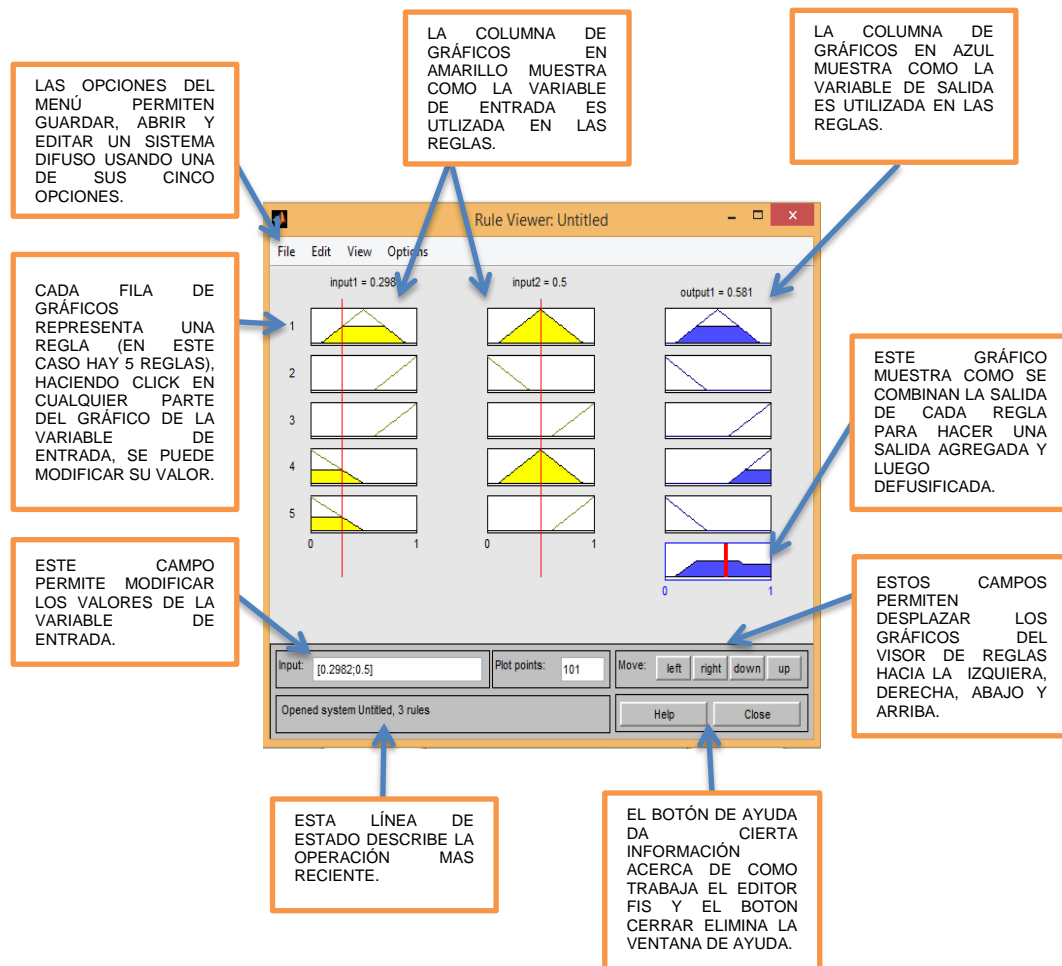 LA COLUMNA DE
GRÁFICOS EN
AMARILLO MUESTRA
COMO LA VARIABLE
DE ENTRADA ES
UTLIZADA EN LAS
REGLAS.
LA COLUMNA DE
GRÁFICOS EN AZUL
MUESTRA COMO LA
VARIABLE DE SALIDA
ES UTILIZADA EN LAS
REGLAS.
LAS OPCIONES DEL
MENÚ PERMITEN
GUARDAR, ABRIR Y
EDITAR UN SISTEMA
DIFUSO USANDO UNA
DE SUS CINCO
OPCIONES.
Rule Viewer: Untitled
File Edit View Options
input1 = 0.298
input2 = 0.5
output1 = 0.581
1
2
3
4
5
0 1
0 1
0 1
CADA FILA DE
GRÁFICOS
REPRESENTA UNA
REGLA (EN ESTE
CASO HAY 5 REGLAS),
HACIENDO CLICK EN
CUALQUIER PARTE
DEL GRÁFICO DE LA
VARIABLE DE
ENTRADA, SE PUEDE
MODIFICAR SU VALOR.
ESTE GRÁFICO
MUESTRA COMO SE
COMBINAN LA SALIDA
DE CADA REGLA
PARA HACER UNA
SALIDA AGREGADA Y
LUEGO
DEFUSIFICADA.
ESTE CAMPO
PERMITE MODIFICAR
LOS VALORES DE LA
VARIABLE DE
ENTRADA.
ESTOS CAMPOS
PERMITEN
DESPLAZAR LOS
GRÁFICOS DEL
VISOR DE REGLAS
HACIA LA IZQUIERA,
DERECHA, ABAJO Y
ARRIBA.
Input: [0.2982;0.5] Plot points: 101 Move: left right down up
Opened system Untitled, 3 rules Help Close
ESTA LÍNEA DE
ESTADO DESCRIBE LA
OPERACIÓN MAS
RECIENTE.
EL BOTÓN DE AYUDA
DA CIERTA
INFORMACIÓN
ACERCA DE COMO
TRABAJA EL EDITOR
FIS Y EL BOTON
CERRAR ELIMINA LA
VENTANA DE AYUDA.